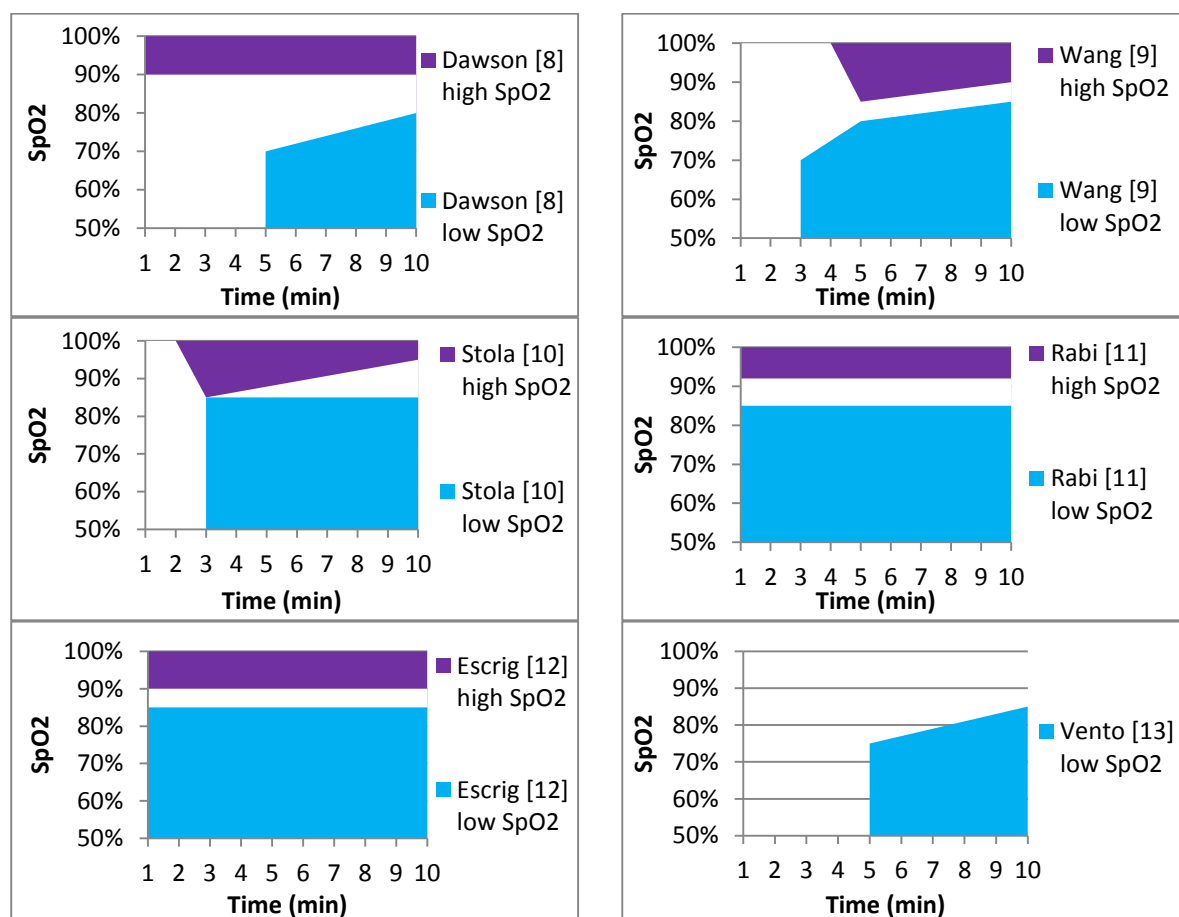 100%
90%
80%
70%
60%
50%
SpO2
1 2 3 4 5 6 7 8 9 10
Time (min)
Dawson [8]
high SpO2
Dawson [8]
low SpO2
100%
90%
80%
70%
60%
50%
SpO2
1 2 3 4 5 6 7 8 9 10
Time (min)
Wang [9]
high SpO2
Wang [9]
low SpO2
100%
90%
80%
70%
60%
50%
SpO2
1 2 3 4 5 6 7 8 9 10
Time (min)
Stola [10]
high SpO2
Stola [10]
low SpO2
100%
90%
80%
70%
60%
50%
SpO2
1 2 3 4 5 6 7 8 9 10
Time (min)
Rabi [11]
high SpO2
Rabi [11]
low SpO2
100%
90%
80%
70%
60%
50%
SpO2
1 2 3 4 5 6 7 8 9 10
Time (min)
Escrig [12]
high SpO2
Escrig [12]
low SpO2
100%
90%
80%
70%
60%
50%
SpO2
1 2 3 4 5 6 7 8 9 10
Time (min)
Vento [13]
low SpO2